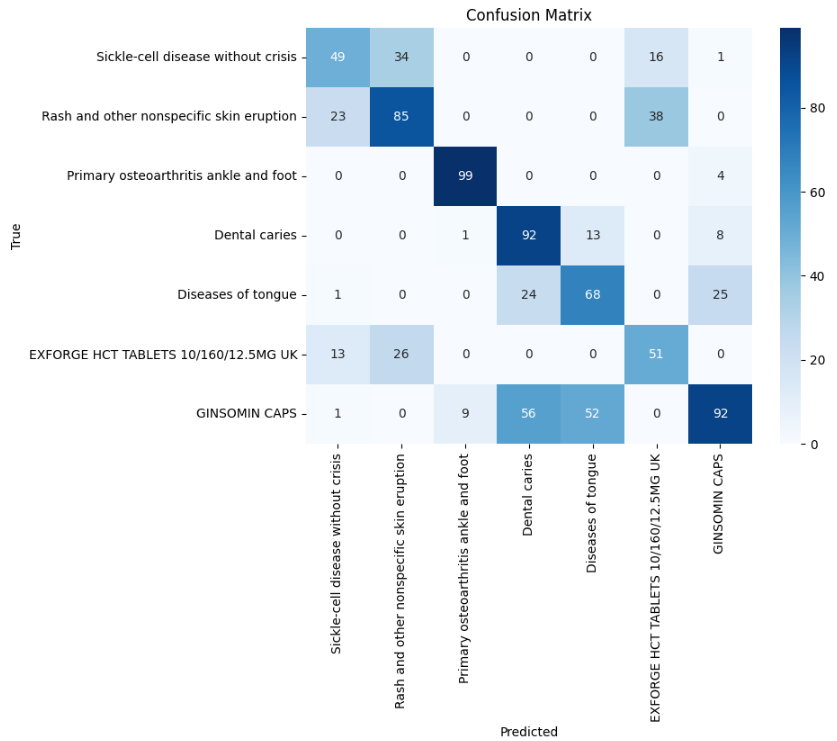 Confusion Matrix
Sickle-cell disease without crisis 49 34 0 0 0 16 1
Rash and other nonspecific skin eruption 23 85 0 0 0 38 0
Primary osteoarthritis ankle and foot 0 0 99 0 0 0 4
Dental caries 0 0 1 92 13 0 8
Diseases of tongue 1 0 0 24 68 0 25
EXFORGE HCT TABLETS 10/160/12.5MG UK 13 26 0 0 0 51 0
GINSOMIN CAPS 1 0 9 56 52 0 92
True
80
60
40
20
0
Sickle-cell disease without crisis
Rash and other nonspecific skin eruption
Primary osteoarthritis ankle and foot
Dental caries
Diseases of tongue
EXFORGE HCT TABLETS 10/160/12.5MG UK
GINSOMIN CAPS
Predicted